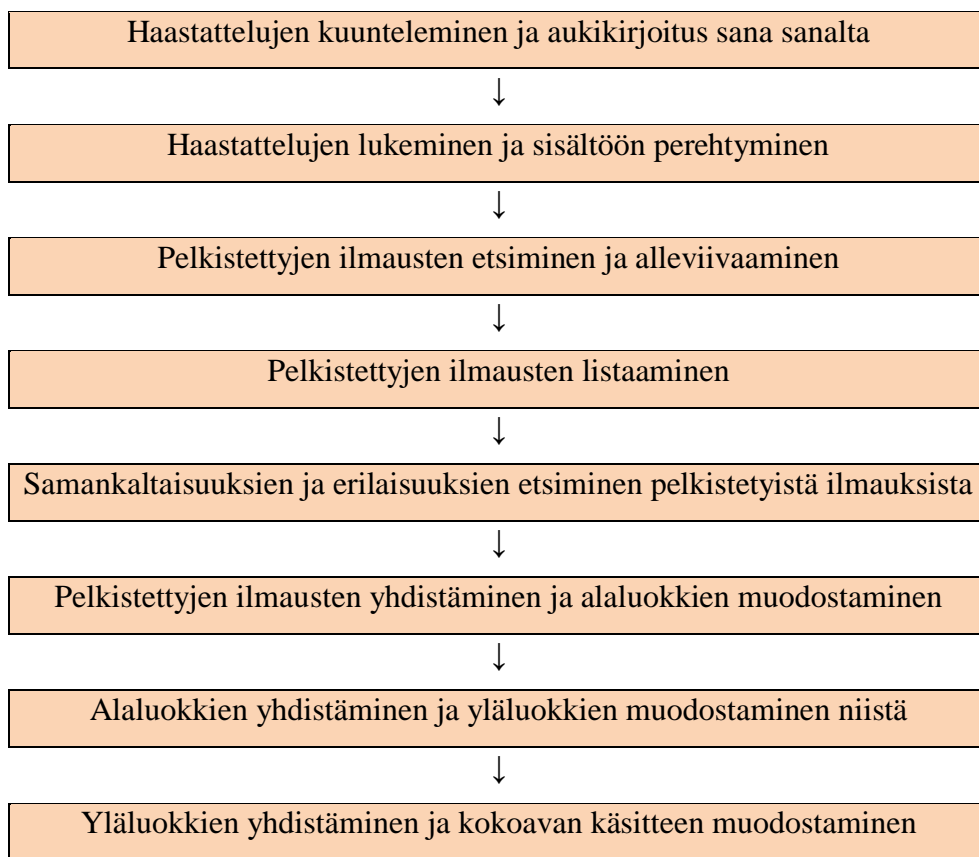 Haastattelujen kuunteleminen ja aukikirjoitus sana sanalta
↓
Haastattelujen lukeminen ja sisältöön perehtyminen
↓
Pelkistettyjen ilmausten etsiminen ja alleviivaaminen
↓
Pelkistettyjen ilmausten listaaminen
↓
Samankaltaisuuksien ja erilaisuuksien etsiminen pelkistetyistä ilmauksista
↓
Pelkistettyjen ilmausten yhdistäminen ja alaluokkien muodostaminen
↓
Alaluokkien yhdistäminen ja yläluokkien muodostaminen niistä
↓
Yläluokkien yhdistäminen ja kokoavan käsitteen muodostaminen